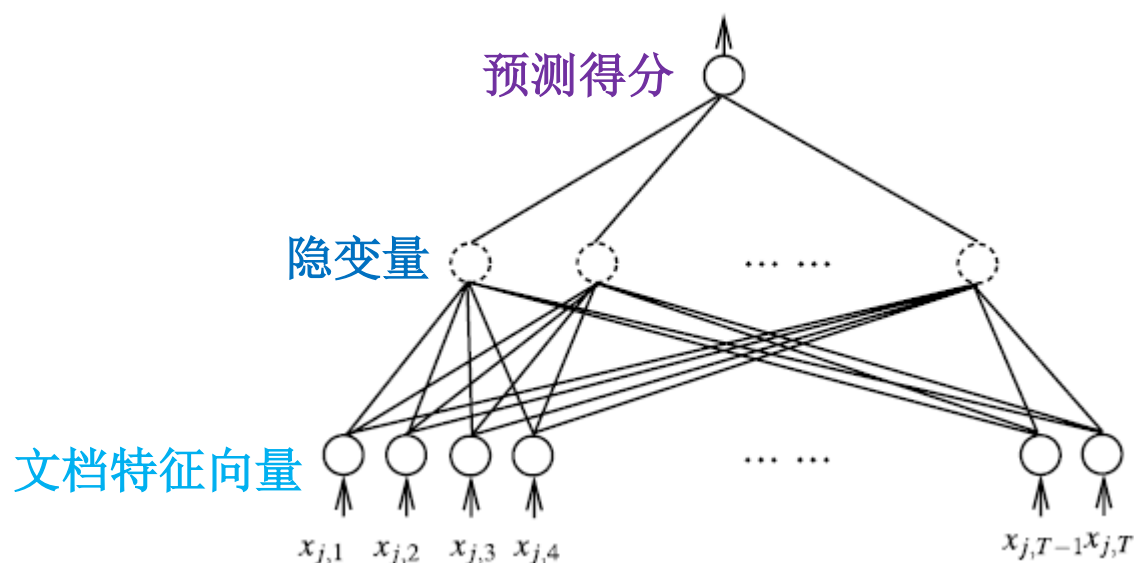 预测得分
隐变量
... ...
文档特征向量
... ...
x_{j,1} x_{j,2} x_{j,3} x_{j,4} x_{j,T-1} x_{j,T}